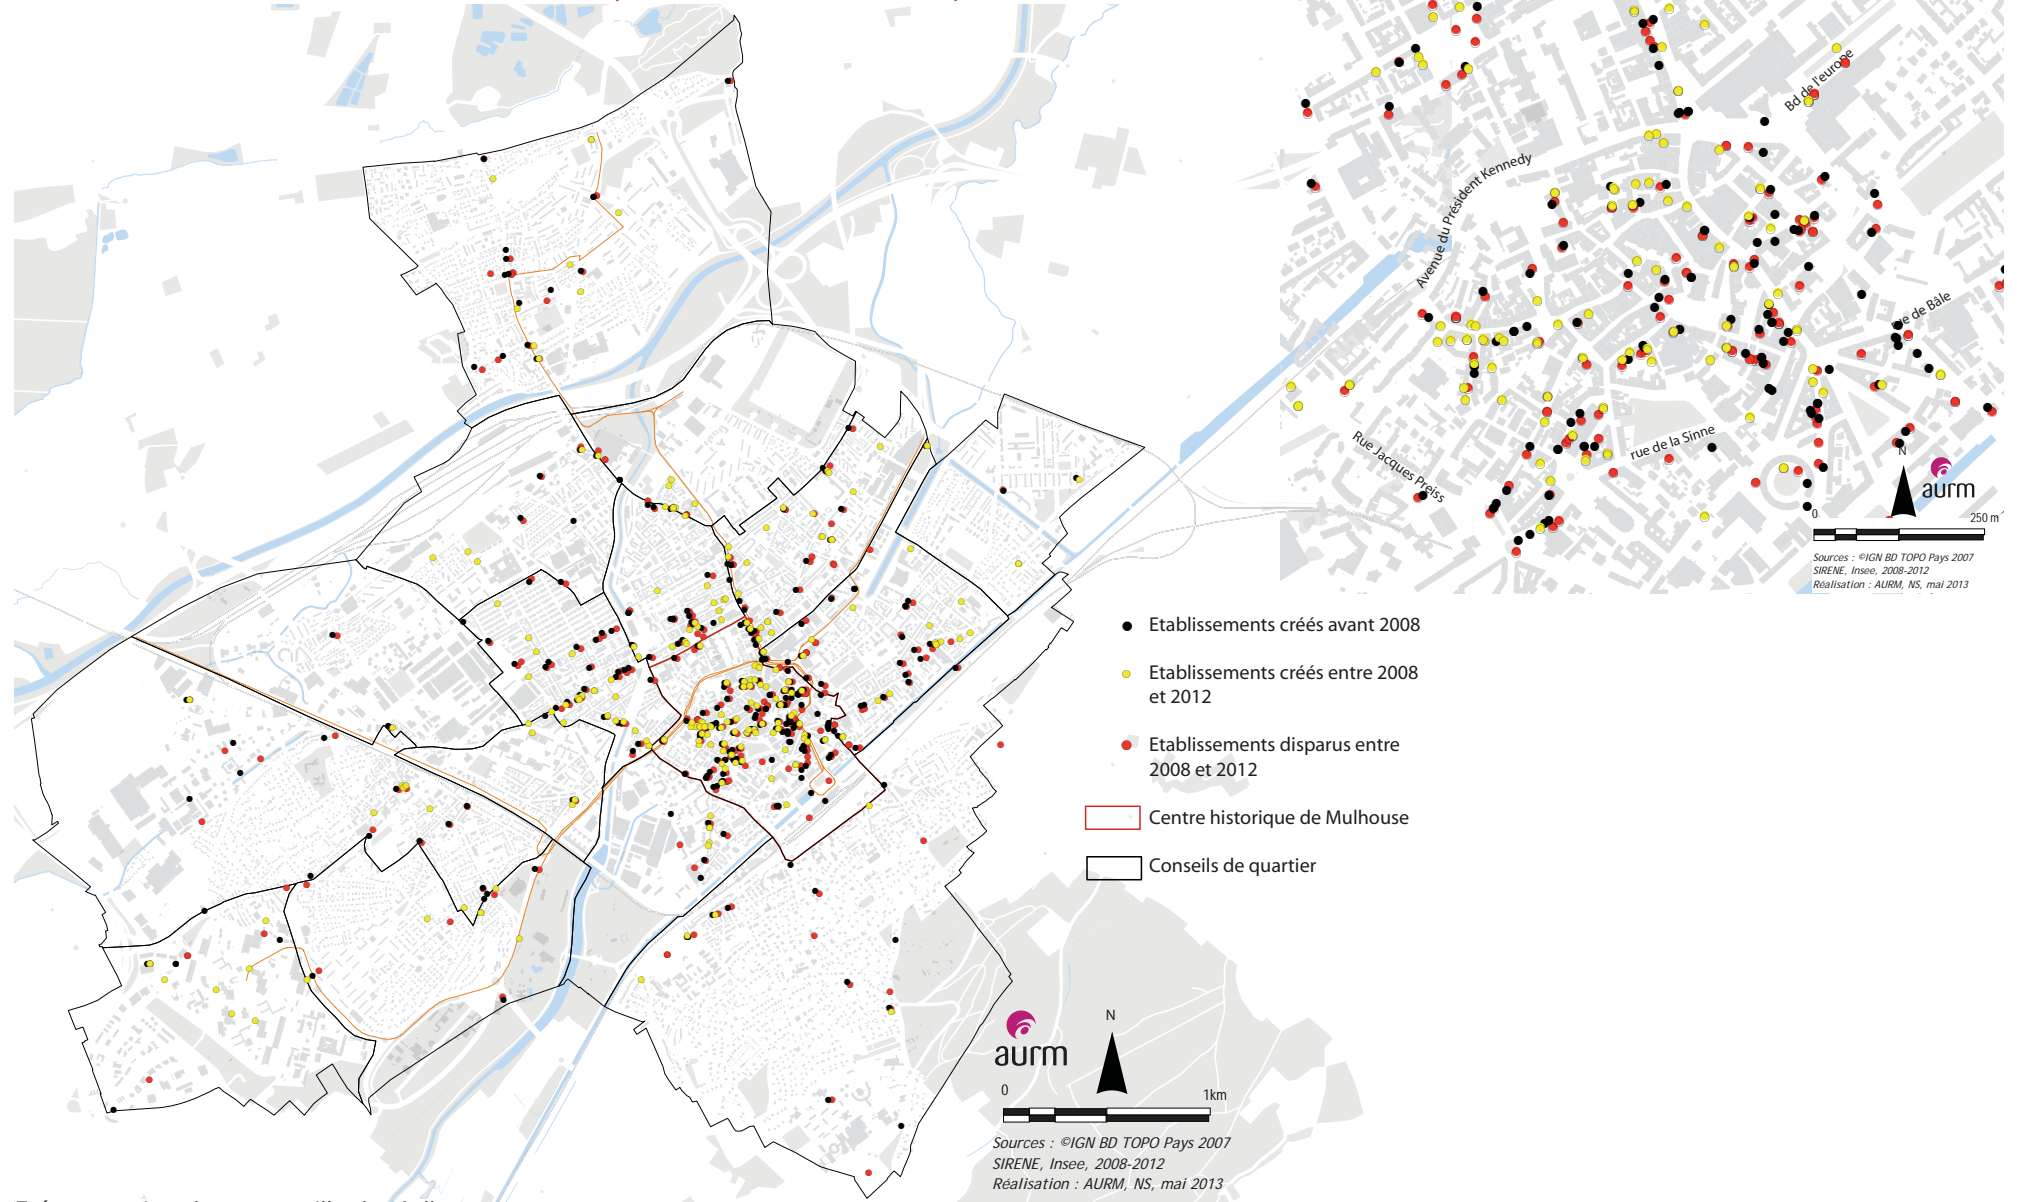 Bd de l'europe
Avenue du Président Kennedy
rue de Bâle
Rue Jacques Preiss
rue de la Sinne
N
aurm
0
250 m
Sources : ©IGN BD TOPO Pays 2007
SIRENE, Insee, 2008-2012
Réalisation : AURM, NS, mai 2013
Etablissements créés avant 2008
Etablissements créés entre 2008
et 2012
Etablissements disparus entre
2008 et 2012
Centre historique de Mulhouse
Conseils de quartier
aurm
N
0
1km
Sources : ©IGN BD TOPO Pays 2007
SIRENE, Insee, 2008-2012
Réalisation : AURM, NS, mai 2013